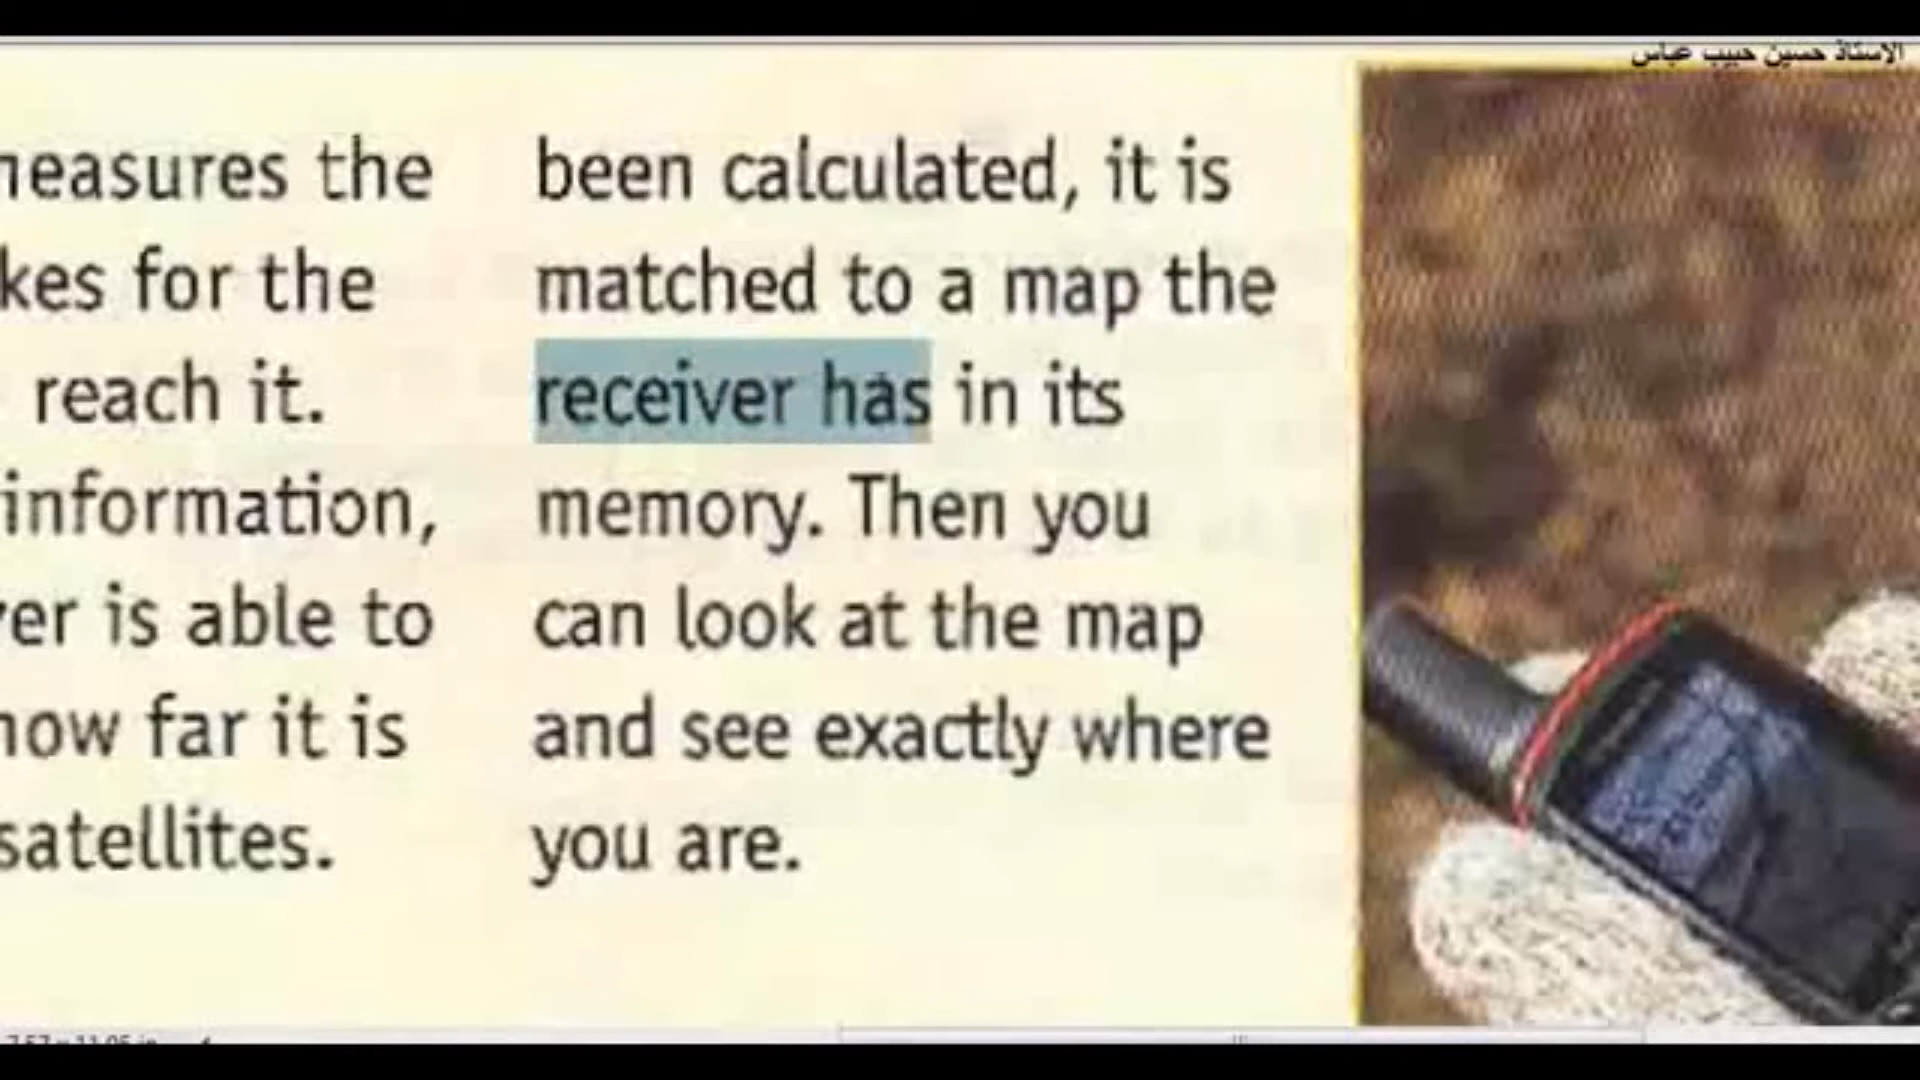 الاستاذ حسين حبيب عباس
measures the
kes for the
reach it.
information,
ver is able to
how far it is
satellites.
been calculated, it is
matched to a map the
receiver has in its
memory. Then you
can look at the map
and see exactly where
you are.